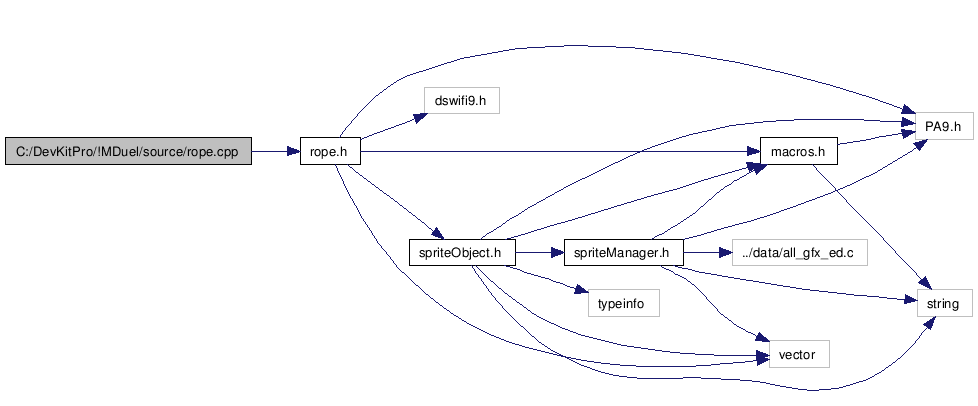 dswifi9.h
PA9.h
C:/DevKitPro/!MDuel/source/rope.cpp
rope.h
macros.h
spriteObject.h
spriteManager.h
../data/all_gfx_ed.c
typeinfo
string
vector